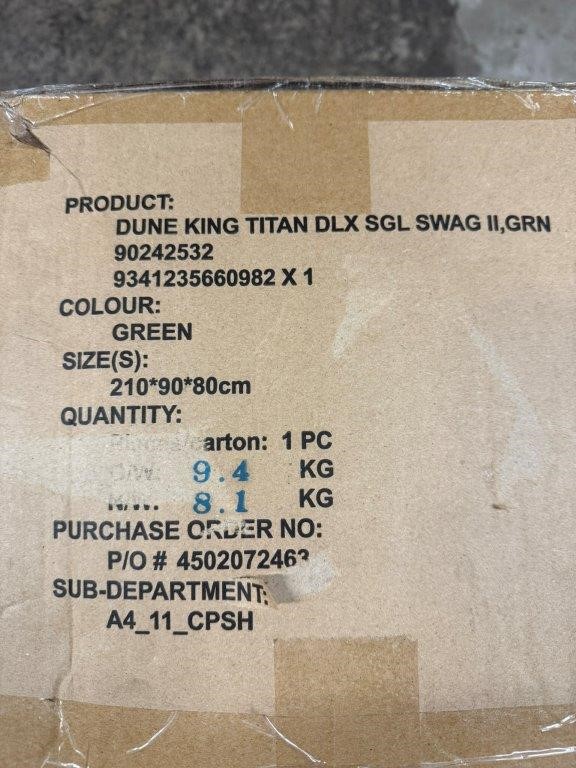 PRODUCT:
DUNE KING TITAN DLX SGL SWAG II,GRN
90242532
9341235660982 X 1
COLOUR:
GREEN
SIZE(S):
210*90*80cm
QUANTITY:
carton: 1 PC
9.4 KG
N/W: 8.1 KG
PURCHASE ORDER NO:
P/O # 4502072463
SUB-DEPARTMENT:
A4_11_CPSH